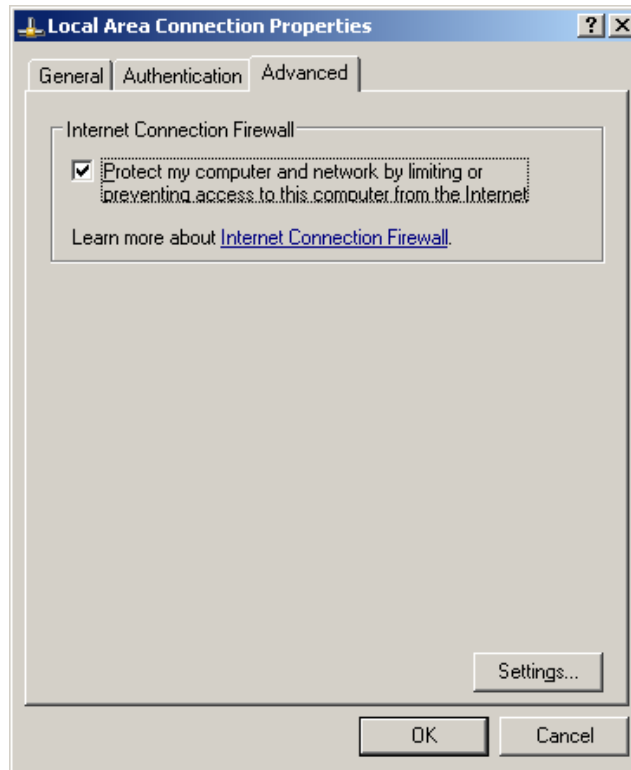 Local Area Connection Properties
General Authentication Advanced
Internet Connection Firewall
Protect my computer and network by limiting or
preventing access to this computer from the Internet
Learn more about Internet Connection Firewall.
Settings...
OK Cancel